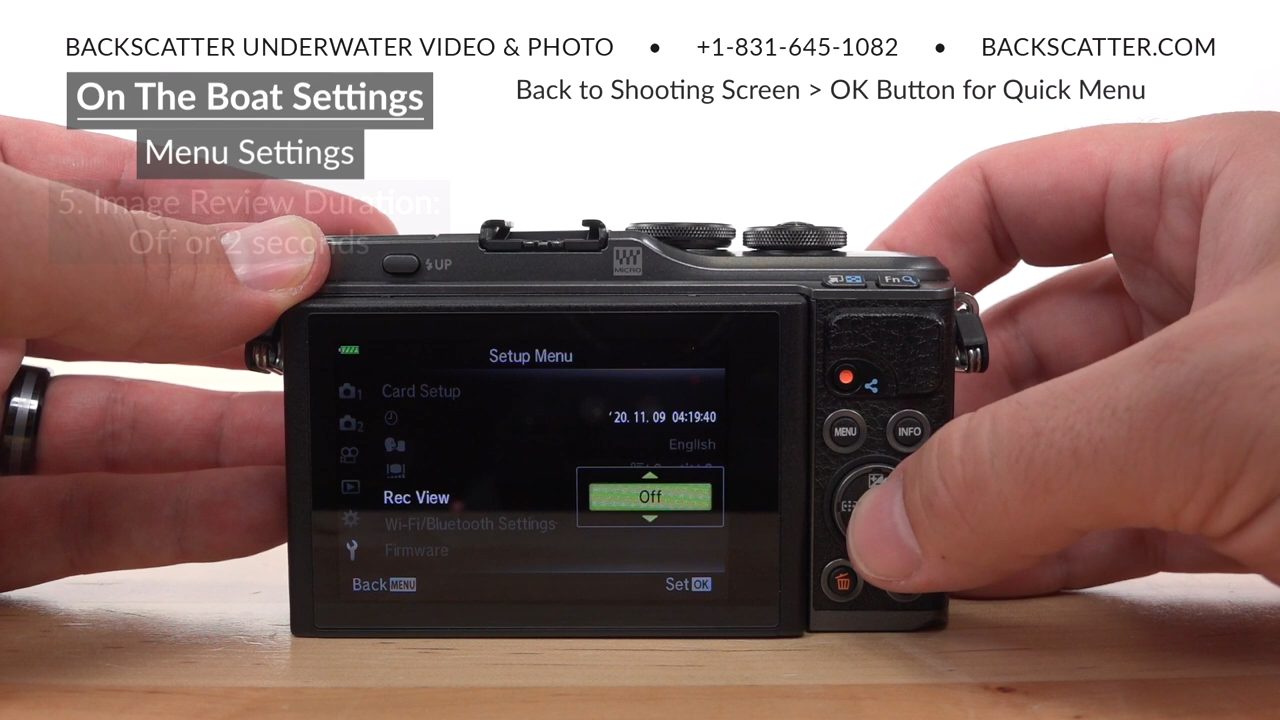 BACKSCATTER UNDERWATER VIDEO & PHOTO • +1-831-645-1082 • BACKSCATTER.COM
On The Boat Settings
Back to Shooting Screen > OK Button for Quick Menu
Menu Settings
5. Image Review Duration:
Off or 2 seconds
UP
MICRO
Fn
Setup Menu
1
Card Setup
'20. 11. 09 04:19:40
2
English
Rec View
Off
Wi-Fi/Bluetooth Settings
Firmware
Back MENU
Set OK
MENU
INFO